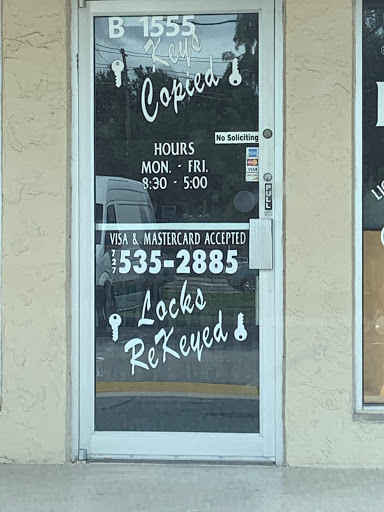 B 1555
Keys
Copied
No Soliciting
HOURS
MON. - FRI.
8:30 - 5:00
PULL
VISA & MASTERCARD ACCEPTED
727 535-2885
Locks
ReKeyed